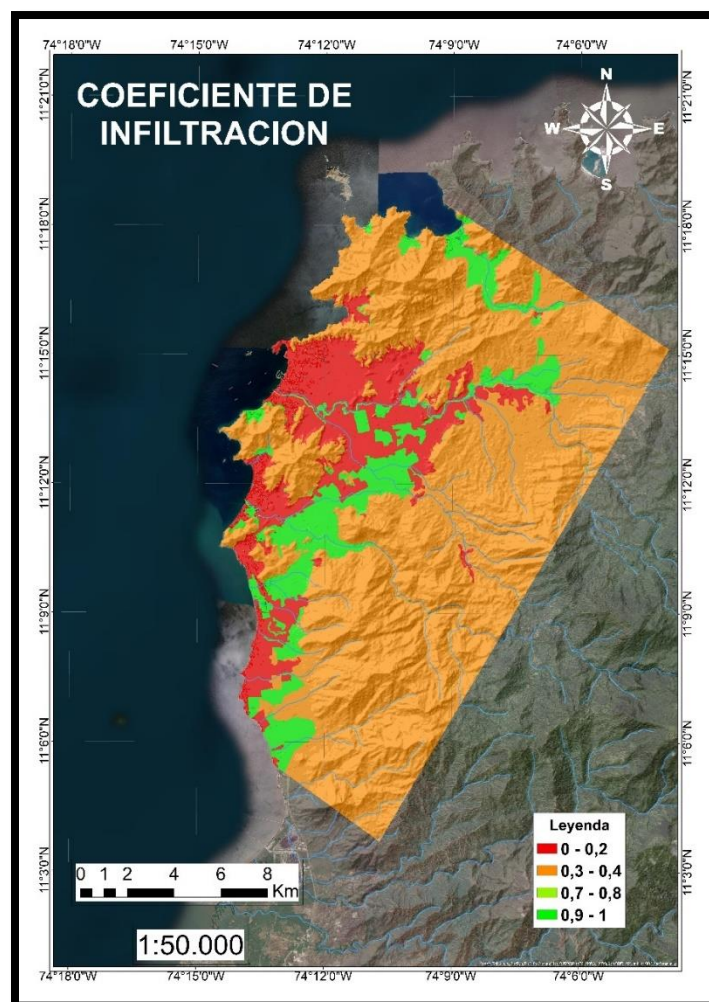 74°18'0"W 74°15'0"W 74°12'0"W 74°9'0"W 74°6'0"W
COEFICIENTE DE
INFILTRACION
N
W E
S
11°21'0"N 11°21'0"N
11°18'0"N 11°18'0"N
11°15'0"N 11°15'0"N
11°12'0"N 11°12'0"N
11°9'0"N 11°9'0"N
11°6'0"N 11°6'0"N
11°3'0"N 11°3'0"N
Leyenda
0 - 0,2
0,3 - 0,4
0,7 - 0,8
0,9 - 1
0 1 2 4 6 8
Km
1:50.000
74°18'0"W 74°15'0"W 74°12'0"W 74°9'0"W 74°6'0"W